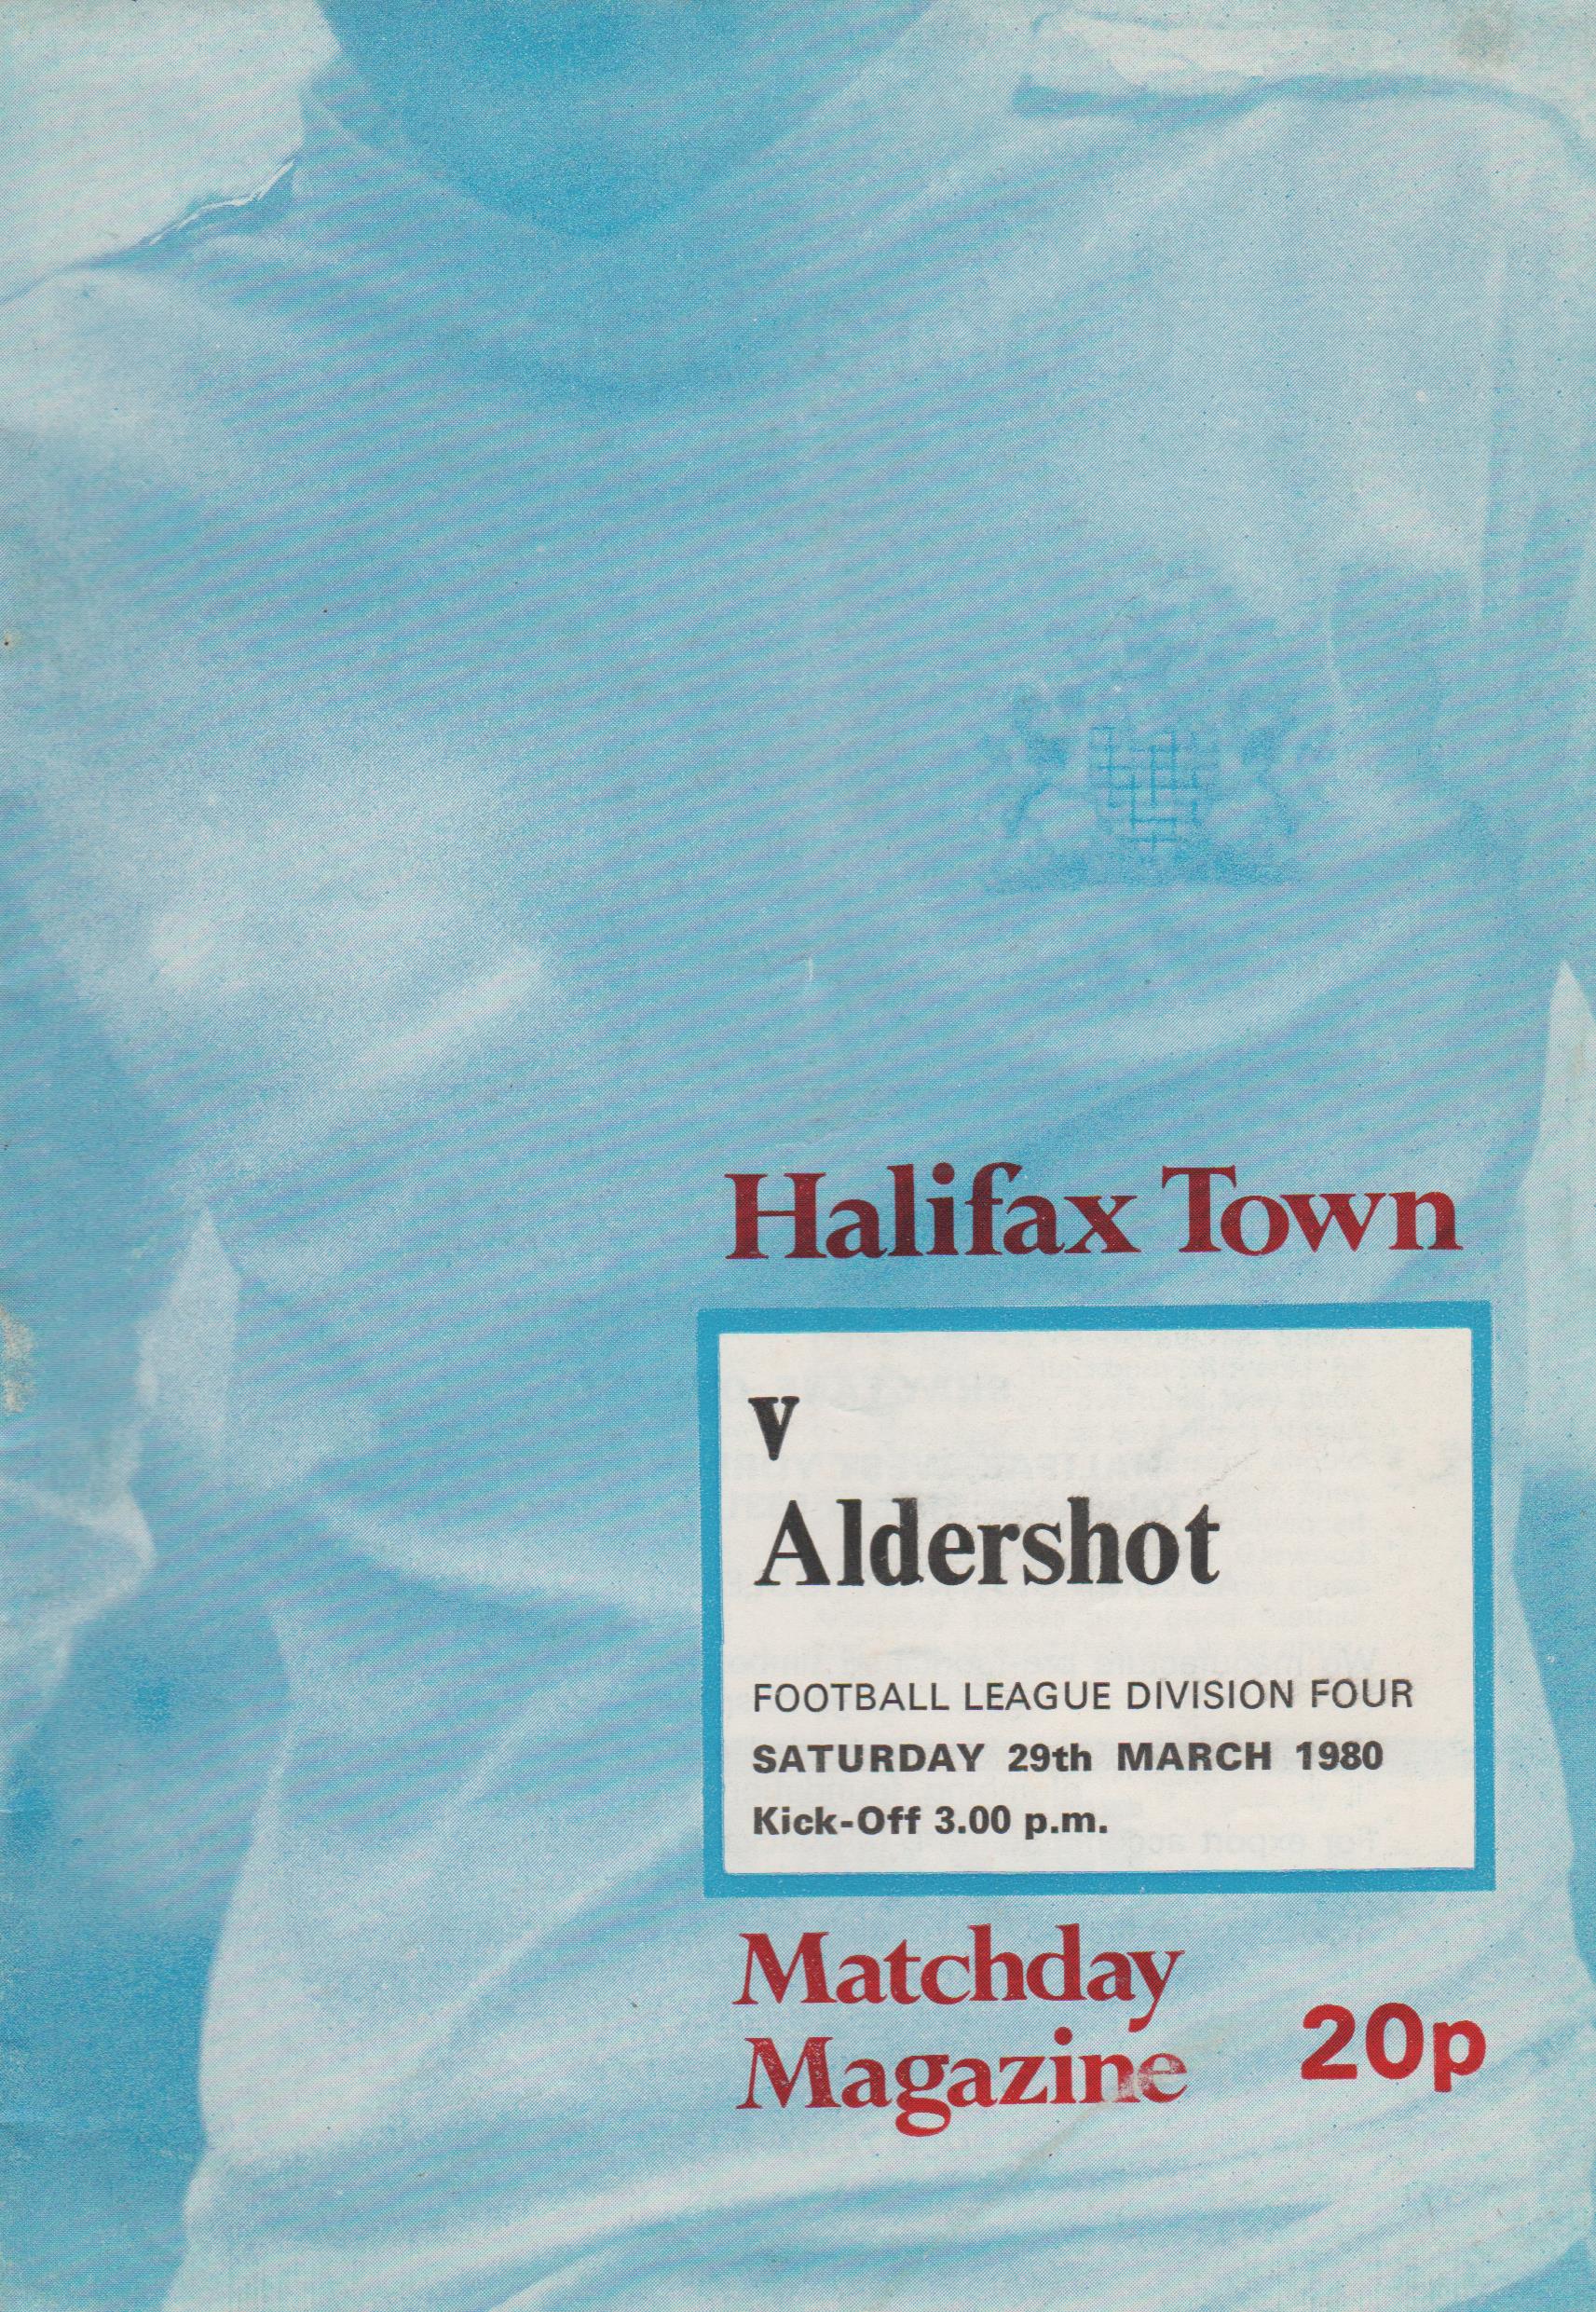 Halifax Town
v
Aldershot
FOOTBALL LEAGUE DIVISION FOUR
SATURDAY 29th MARCH 1980
Kick-Off 3.00 p.m.
Matchday
Magazine 20p